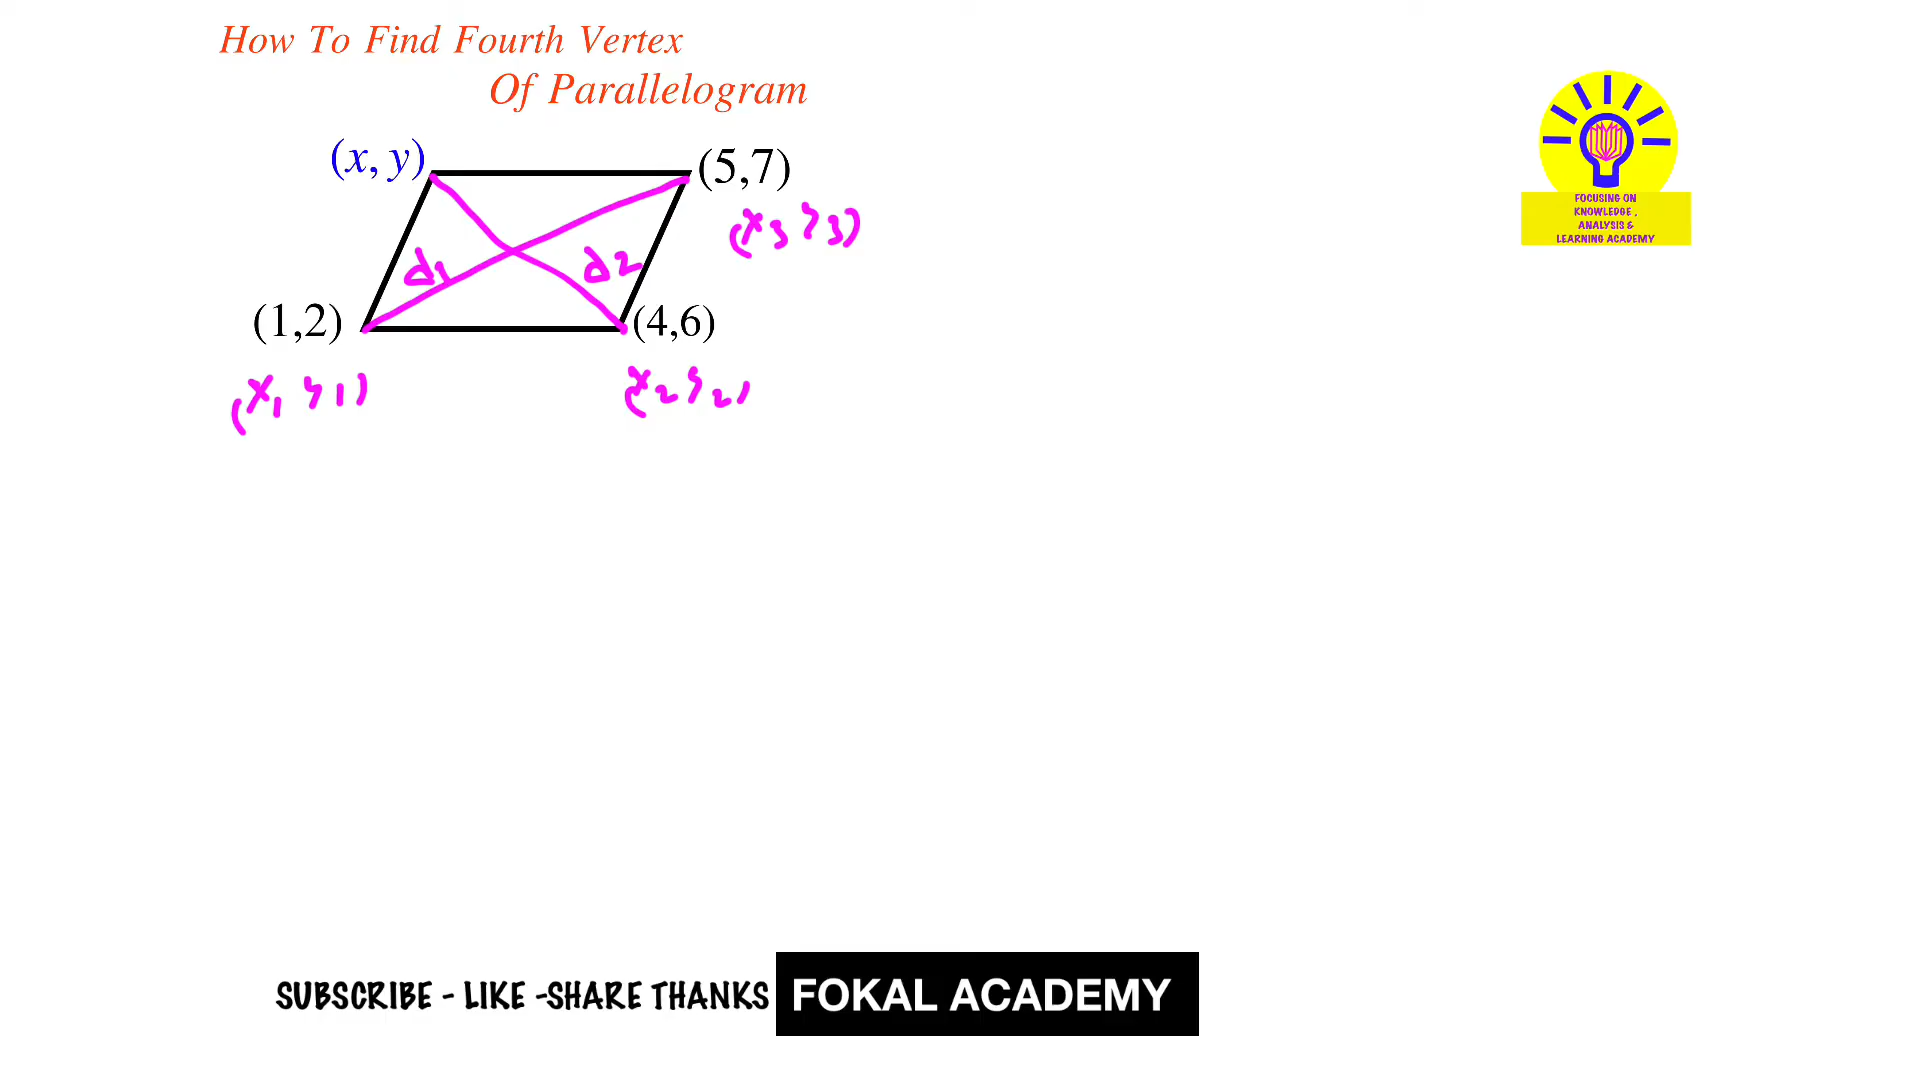 How To Find Fourth Vertex
Of Parallelogram
(x, y)
(5,7)
(x3 y3)
d1
d2
(1,2)
(4,6)
(x1 y1)
(x2 y2)
FOCUSING ON
KNOWLEDGE ,
ANALYSIS &
LEARNING ACADEMY
SUBSCRIBE - LIKE -SHARE THANKS
FOKAL ACADEMY